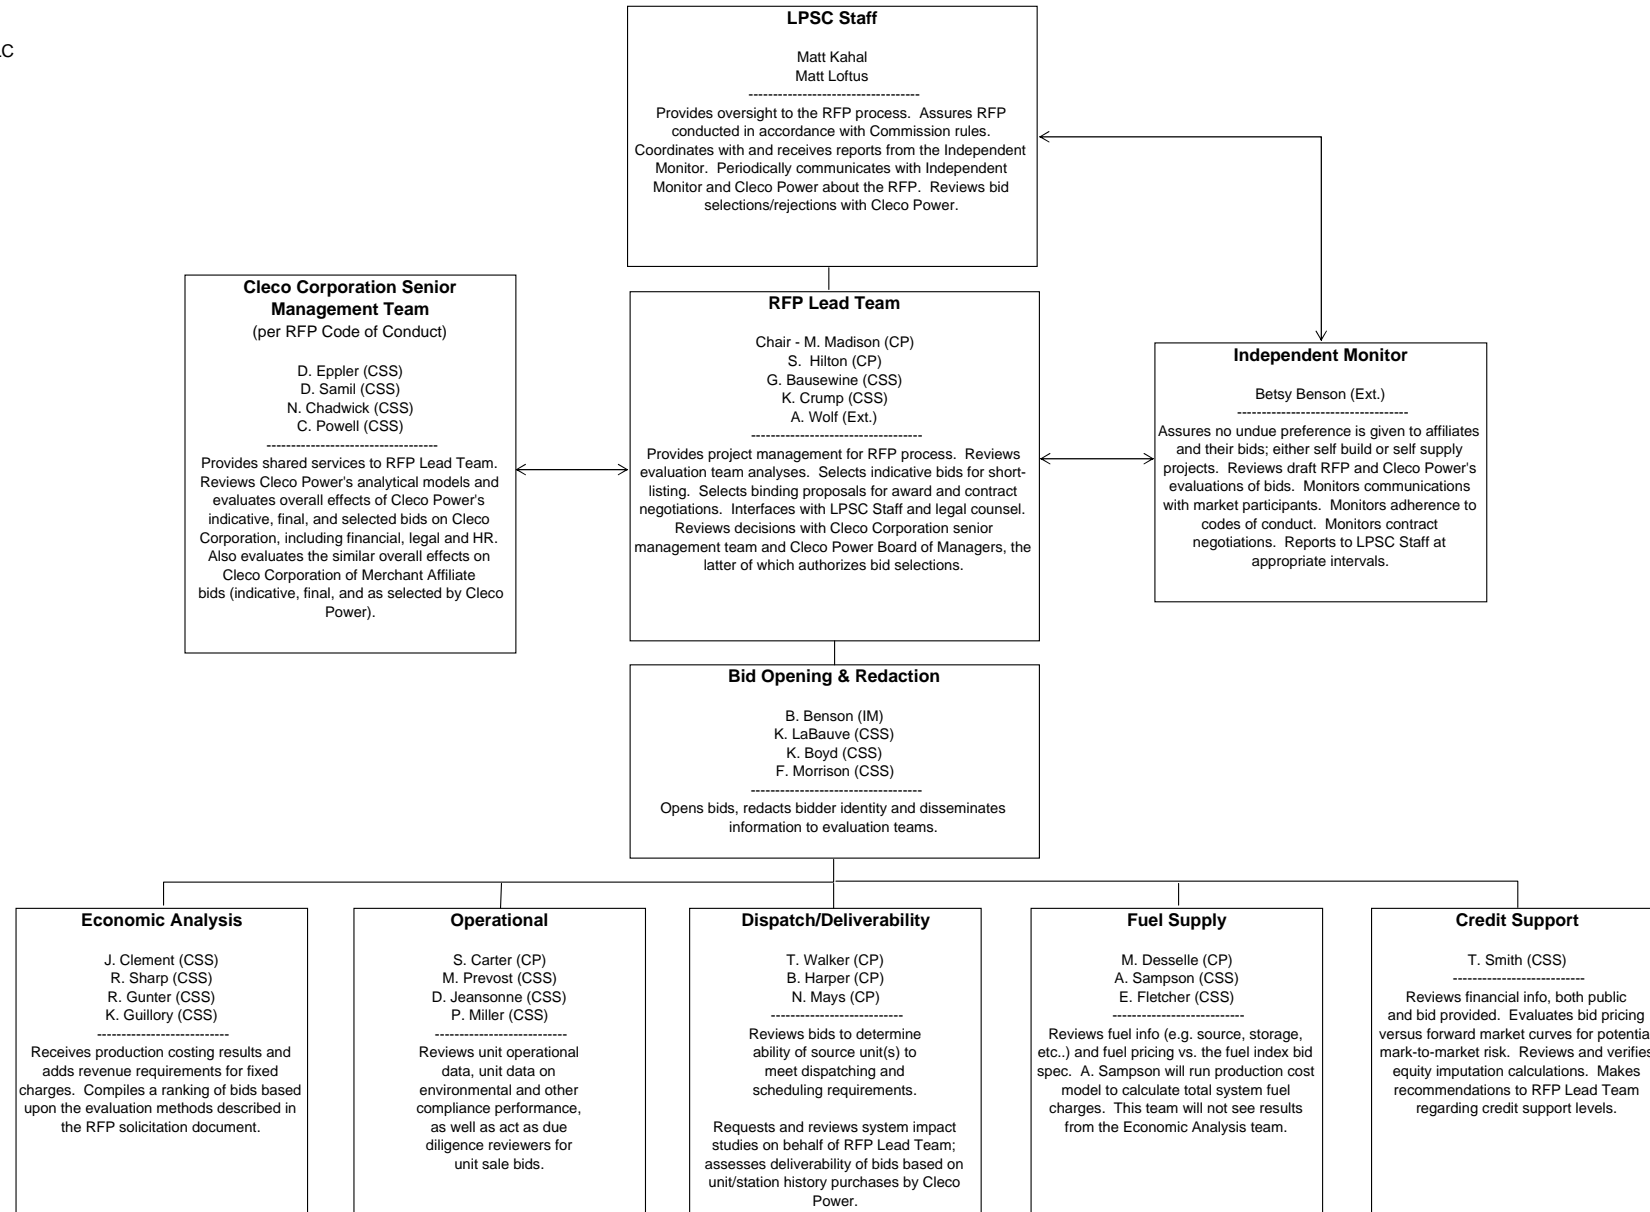 LC
LPSC Staff
Matt Kahal
Matt Loftus
-----------------------------------
Provides oversight to the RFP process. Assures RFP
conducted in accordance with Commission rules.
Coordinates with and receives reports from the Independent
Monitor. Periodically communicates with Independent
Monitor and Cleco Power about the RFP. Reviews bid
selections/rejections with Cleco Power.
Cleco Corporation Senior
Management Team
(per RFP Code of Conduct)
D. Eppler (CSS)
D. Samil (CSS)
N. Chadwick (CSS)
C. Powell (CSS)
-----------------------------------
Provides shared services to RFP Lead Team.
Reviews Cleco Power's analytical models and
evaluates overall effects of Cleco Power's
indicative, final, and selected bids on Cleco
Corporation, including financial, legal and HR.
Also evaluates the similar overall effects on
Cleco Corporation of Merchant Affiliate
bids (indicative, final, and as selected by Cleco
Power).
RFP Lead Team
Chair - M. Madison (CP)
S. Hilton (CP)
G. Bausewine (CSS)
K. Crump (CSS)
A. Wolf (Ext.)
-----------------------------------
Provides project management for RFP process. Reviews
evaluation team analyses. Selects indicative bids for short-
listing. Selects binding proposals for award and contract
negotiations. Interfaces with LPSC Staff and legal counsel.
Reviews decisions with Cleco Corporation senior
management team and Cleco Power Board of Managers, the
latter of which authorizes bid selections.
Independent Monitor
Betsy Benson (Ext.)
-----------------------------------
Assures no undue preference is given to affiliates
and their bids; either self build or self supply
projects. Reviews draft RFP and Cleco Power's
evaluations of bids. Monitors communications
with market participants. Monitors adherence to
codes of conduct. Monitors contract
negotiations. Reports to LPSC Staff at
appropriate intervals.
Bid Opening & Redaction
B. Benson (IM)
K. LaBauve (CSS)
K. Boyd (CSS)
F. Morrison (CSS)
-----------------------------------
Opens bids, redacts bidder identity and disseminates
information to evaluation teams.
Economic Analysis
J. Clement (CSS)
R. Sharp (CSS)
R. Gunter (CSS)
K. Guillory (CSS)
---------------------------
Receives production costing results and
adds revenue requirements for fixed
charges. Compiles a ranking of bids based
upon the evaluation methods described in
the RFP solicitation document.
Operational
S. Carter (CP)
M. Prevost (CSS)
D. Jeansonne (CSS)
P. Miller (CSS)
---------------------------
Reviews unit operational
data, unit data on
environmental and other
compliance performance,
as well as act as due
diligence reviewers for
unit sale bids.
Dispatch/Deliverability
T. Walker (CP)
B. Harper (CP)
N. Mays (CP)
---------------------------
Reviews bids to determine
ability of source unit(s) to
meet dispatching and
scheduling requirements.
Requests and reviews system impact
studies on behalf of RFP Lead Team;
assesses deliverability of bids based on
unit/station history purchases by Cleco
Power.
Fuel Supply
M. Desselle (CP)
A. Sampson (CSS)
E. Fletcher (CSS)
---------------------------
Reviews fuel info (e.g. source, storage,
etc..) and fuel pricing vs. the fuel index bid
spec. A. Sampson will run production cost
model to calculate total system fuel
charges. This team will not see results
from the Economic Analysis team.
Credit Support
T. Smith (CSS)
---------------------------
Reviews financial info, both public
and bid provided. Evaluates bid pricing
versus forward market curves for potential
mark-to-market risk. Reviews and verifies
equity imputation calculations. Makes
recommendations to RFP Lead Team
regarding credit support levels.